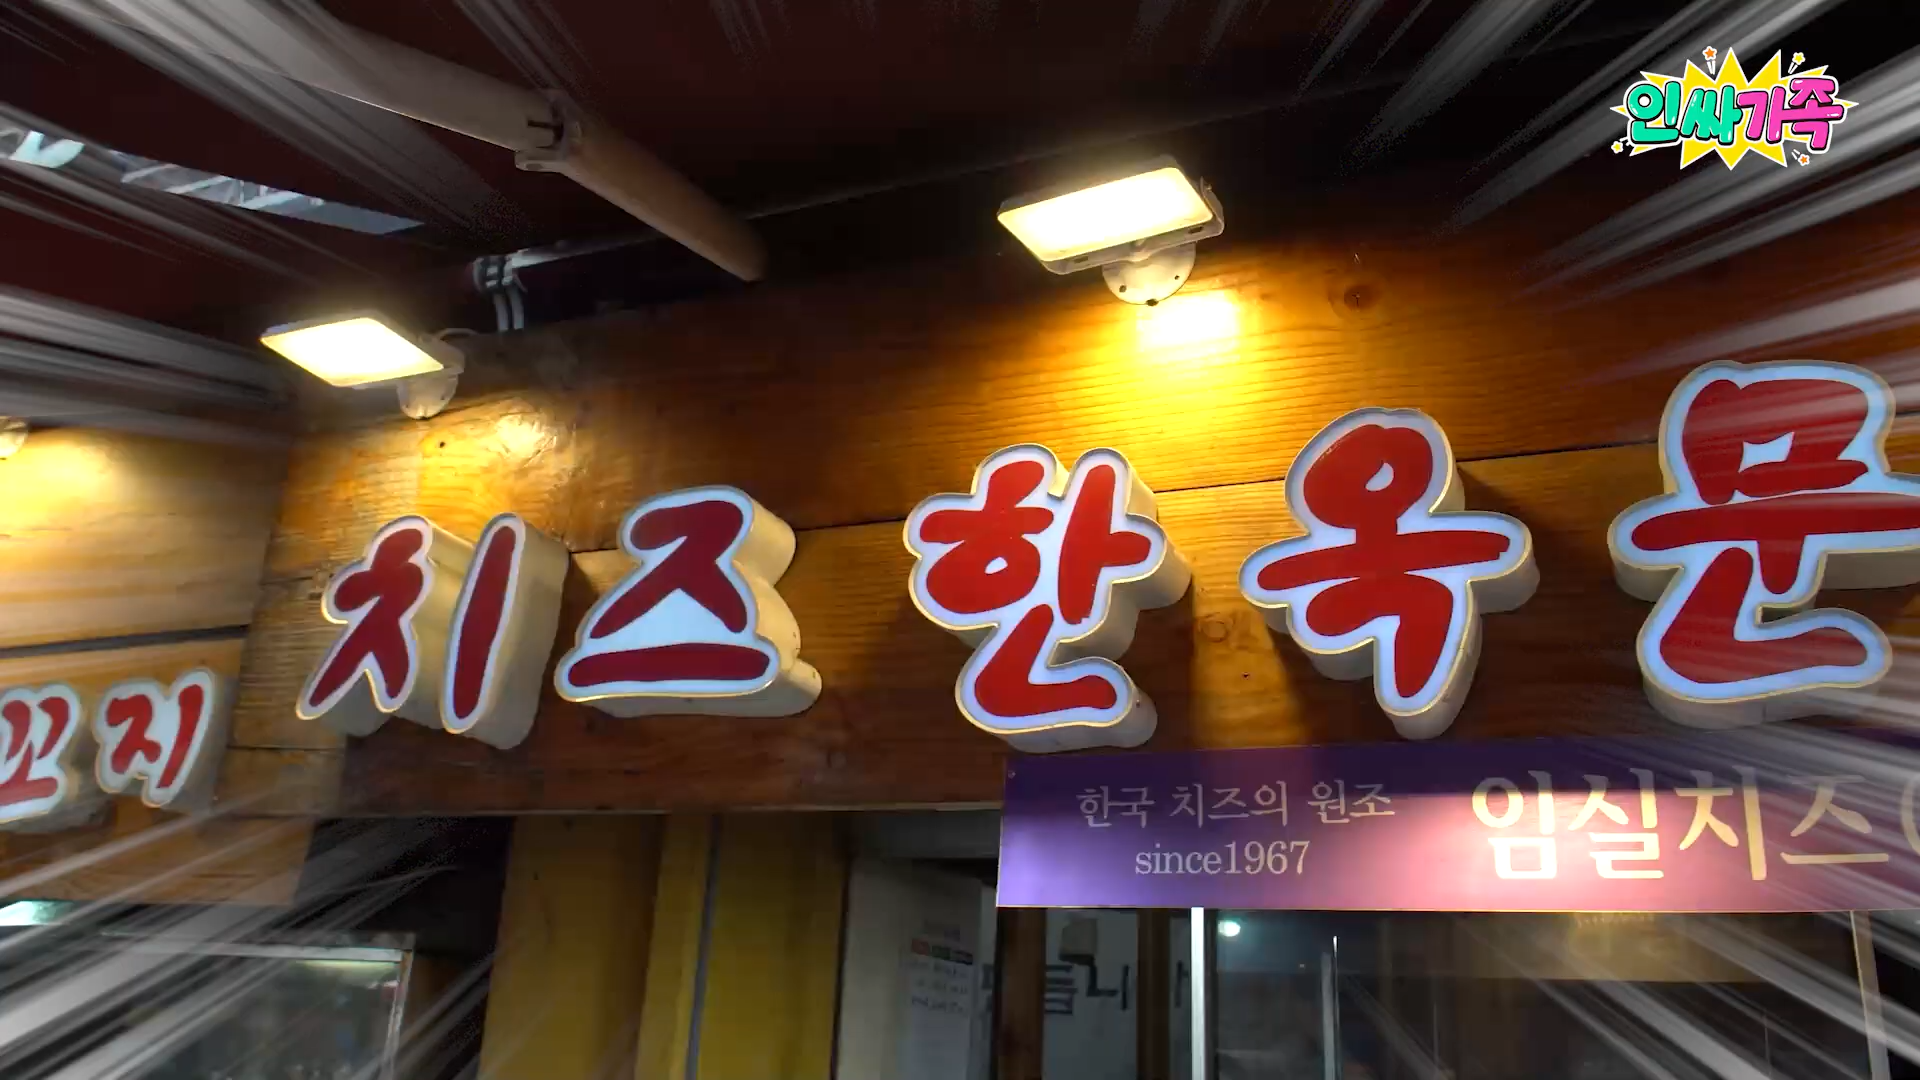 인싸가족
꼬지
치즈한옥문
한국 치즈의 원조
since1967
임실치즈